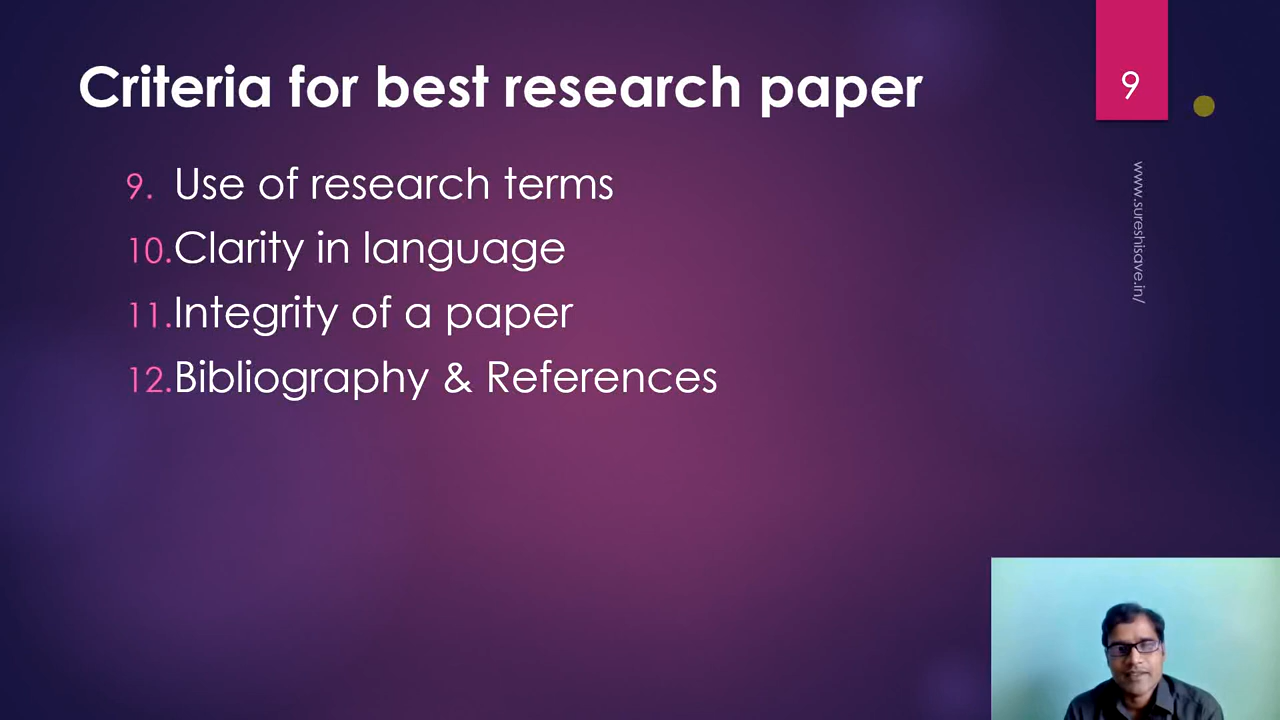 Criteria for best research paper
9
9. Use of research terms
10. Clarity in language
11. Integrity of a paper
12. Bibliography & References
www.sureshisave.in/